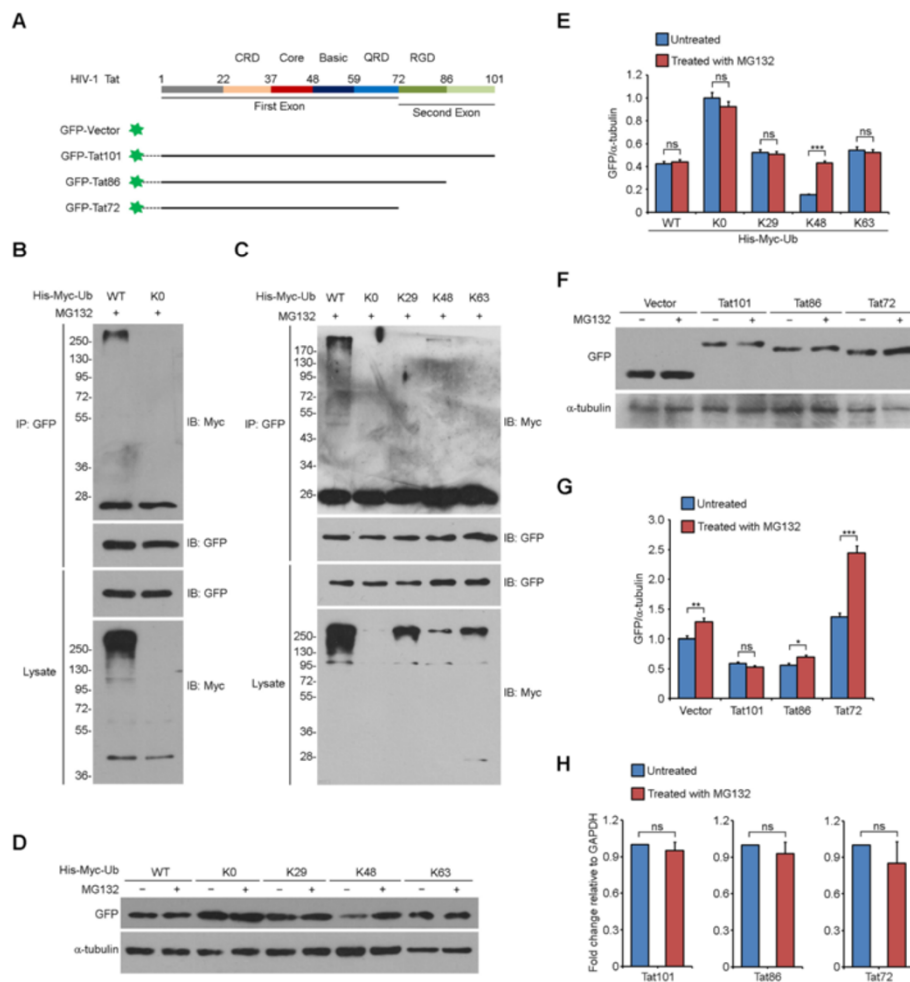 A
CRD Core Basic QRD RGD
HIV-1 Tat 1 22 37 48 59 72 86 101
First Exon
Second Exon
GFP-Vector
GFP-Tat101
GFP-Tat86
GFP-Tat72
B
His-Myc-Ub WT K0
MG132 + +
IP: GFP
250-
130-
95-
72-
55-
36-
28-
IB: Myc
IB: GFP
Lysate
IB: GFP
250-
130-
95-
72-
55-
36-
IB: Myc
C
His-Myc-Ub WT K0 K29 K48 K63
MG132 + + + + +
IP: GFP
170-
130-
95-
72-
55-
43-
34-
26-
IB: Myc
IB: GFP
Lysate
IB: GFP
250-
130-
95-
72-
55-
36-
28-
IB: Myc
D
His-Myc-Ub WT K0 K29 K48 K63
MG132 − + − + − + − + − +
GFP
α-tubulin
E
Untreated
Treated with MG132
GFP/α-tubulin
1.2
1.0
0.8
0.6
0.4
0.2
0
ns ns ns *** ns
WT K0 K29 K48 K63
His-Myc-Ub
F
Vector Tat101 Tat86 Tat72
MG132 − + − + − + − +
GFP
α-tubulin
G
Untreated
Treated with MG132
GFP/α-tubulin
3.0
2.5
2.0
1.5
1.0
0.5
0
** ns * ***
Vector Tat101 Tat86 Tat72
H
Untreated
Treated with MG132
Fold change relative to GAPDH
1.2 1.2 1.2
0.9 0.9 0.9
0.6 0.6 0.6
0.3 0.3 0.3
0 0 0
ns ns ns
Tat101 Tat86 Tat72